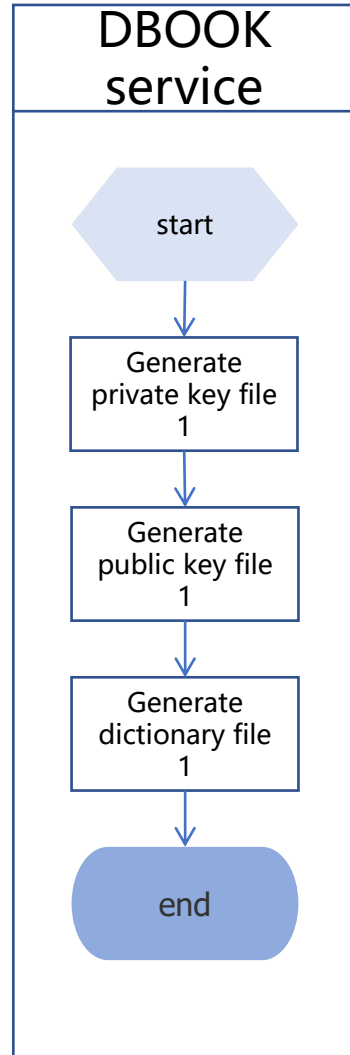 DBOOK
service
start
Generate
private key file
1
Generate
public key file
1
Generate
dictionary file
1
end